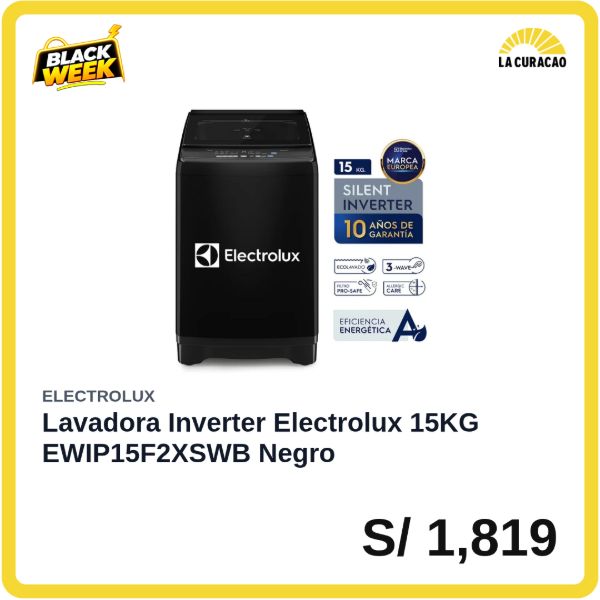 BLACK
WEEK
LA CURACAO
15 KG.
Electrolux
MARCA
EUROPEA
SILENT
INVERTER
10 AÑOS DE
GARANTÍA
Electrolux
ECOLAVADO
3-WAVE
FILTRO
PRO-SAFE
ALLERGIC
CARE
EFICIENCIA
ENERGÉTICA
A
ELECTROLUX
Lavadora Inverter Electrolux 15KG
EWIP15F2XSWB Negro
S/ 1,819